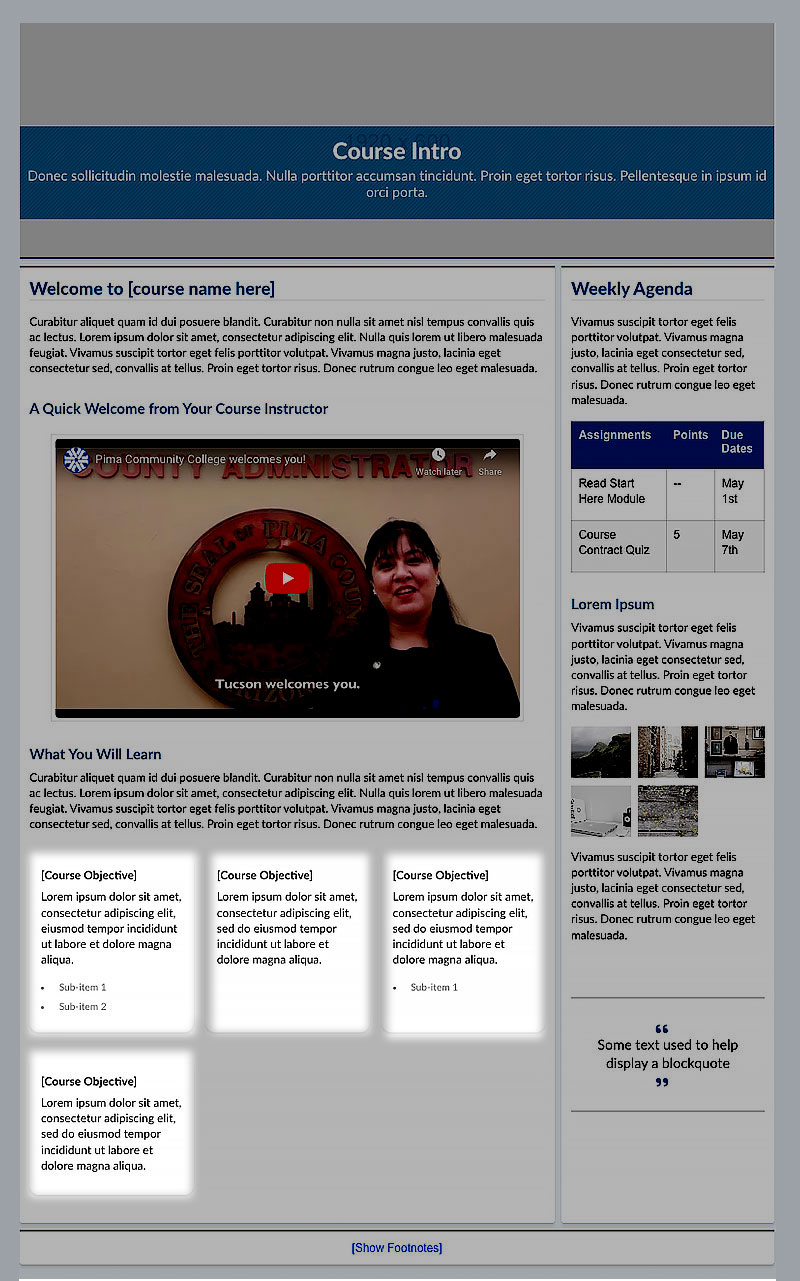 1920 x 600
Course Intro
Donec sollicitudin molestie malesuada. Nulla porttitor accumsan tincidunt. Proin eget tortor risus. Pellentesque in ipsum id
orci porta.
Welcome to [course name here]
Curabitur aliquet quam id dui posuere blandit. Curabitur non nulla sit amet nisl tempus convallis quis
ac lectus. Lorem ipsum dolor sit amet, consectetur adipiscing elit. Nulla quis lorem ut libero malesuada
feugiat. Vivamus suscipit tortor eget felis porttitor volutpat. Vivamus magna justo, lacinia eget
consectetur sed, convallis at tellus. Proin eget tortor risus. Donec rutrum congue leo eget malesuada.
A Quick Welcome from Your Course Instructor
COUNTY ADMINISTRATOR
Pima Community College welcomes you!
Watch later
Share
THE SEAL OF PIMA COUN
Tucson welcomes you.
What You Will Learn
Curabitur aliquet quam id dui posuere blandit. Curabitur non nulla sit amet nisl tempus convallis quis
ac lectus. Lorem ipsum dolor sit amet, consectetur adipiscing elit. Nulla quis lorem ut libero malesuada
feugiat. Vivamus suscipit tortor eget felis porttitor volutpat. Vivamus magna justo, lacinia eget
consectetur sed, convallis at tellus. Proin eget tortor risus. Donec rutrum congue leo eget malesuada.
[Course Objective]
Lorem ipsum dolor sit amet,
consectetur adipiscing elit,
eiusmod tempor incididunt
ut labore et dolore magna
aliqua.
• Sub-item 1
• Sub-item 2
[Course Objective]
Lorem ipsum dolor sit amet,
consectetur adipiscing elit,
sed do eiusmod tempor
incididunt ut labore et
dolore magna aliqua.
[Course Objective]
Lorem ipsum dolor sit amet,
consectetur adipiscing elit,
sed do eiusmod tempor
incididunt ut labore et
dolore magna aliqua.
• Sub-item 1
[Course Objective]
Lorem ipsum dolor sit amet,
consectetur adipiscing elit,
sed do eiusmod tempor
incididunt ut labore et
dolore magna aliqua.
Weekly Agenda
Vivamus suscipit tortor eget felis
porttitor volutpat. Vivamus magna
justo, lacinia eget consectetur sed,
convallis at tellus. Proin eget tortor
risus. Donec rutrum congue leo eget
malesuada.
Assignments Points Due
Dates
Read Start -- May
Here Module 1st
Course 5 May
Contract Quiz 7th
Lorem Ipsum
Vivamus suscipit tortor eget felis
porttitor volutpat. Vivamus magna
justo, lacinia eget consectetur sed,
convallis at tellus. Proin eget tortor
risus. Donec rutrum congue leo eget
malesuada.
Vivamus suscipit tortor eget felis
porttitor volutpat. Vivamus magna
justo, lacinia eget consectetur sed,
convallis at tellus. Proin eget tortor
risus. Donec rutrum congue leo eget
malesuada.
“
Some text used to help
display a blockquote
”
[Show Footnotes]